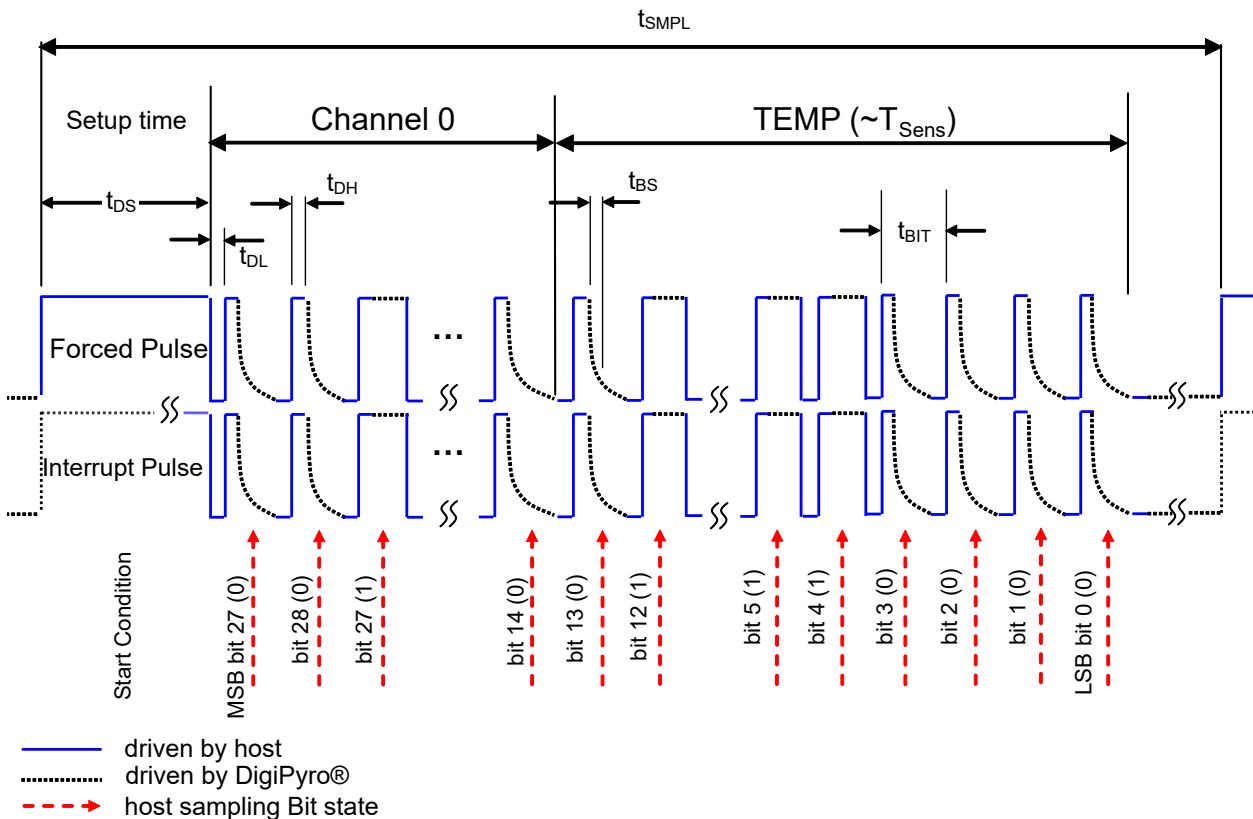 tSMPL
Setup time
Channel 0
TEMP (~TSens)
tDS
tDH
tBS
tDL
tBIT
Forced Pulse
...
Interrupt Pulse
...
Start Condition
MSB bit 27 (0)
bit 28 (0)
bit 27 (1)
bit 14 (0)
bit 13 (0)
bit 12 (1)
bit 5 (1)
bit 4 (1)
bit 3 (0)
bit 2 (0)
bit 1 (0)
LSB bit 0 (0)
driven by host
driven by DigiPyro®
host sampling Bit state